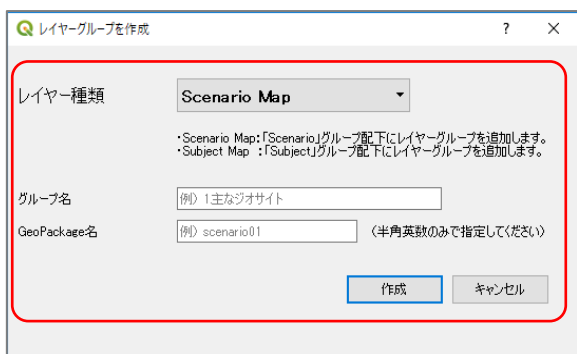 レイヤーグループを作成
レイヤー種類 Scenario Map
・Scenario Map:「Scenario」グループ配下にレイヤーグループを追加します。
・Subject Map :「Subject」グループ配下にレイヤーグループを追加します。
グループ名 例） 1主なジオサイト
GeoPackage名 例） scenario01 （半角英数のみで指定してください）
作成 キャンセル